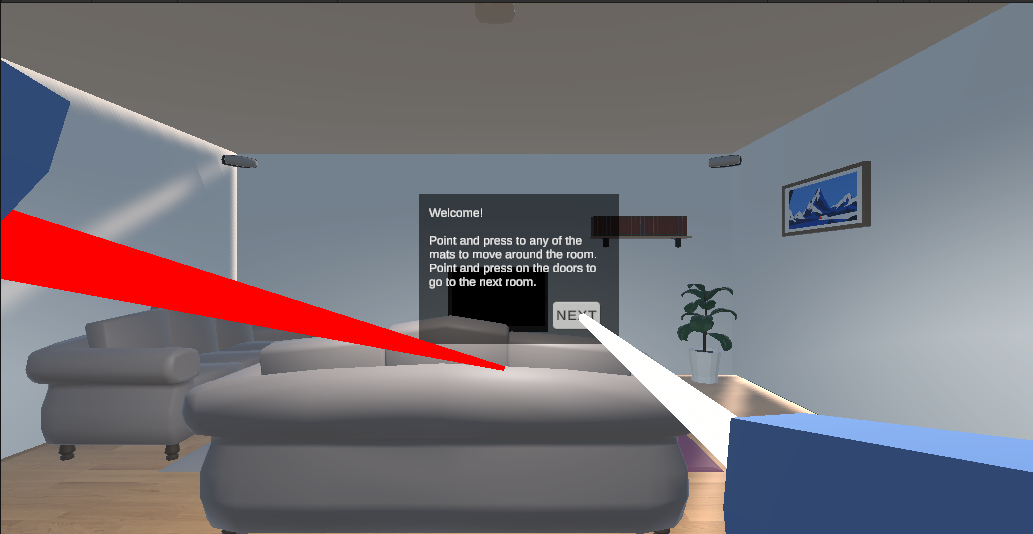 Welcome!
Point and press to any of the
mats to move around the room.
Point and press on the doors to
go to the next room.
NEXT